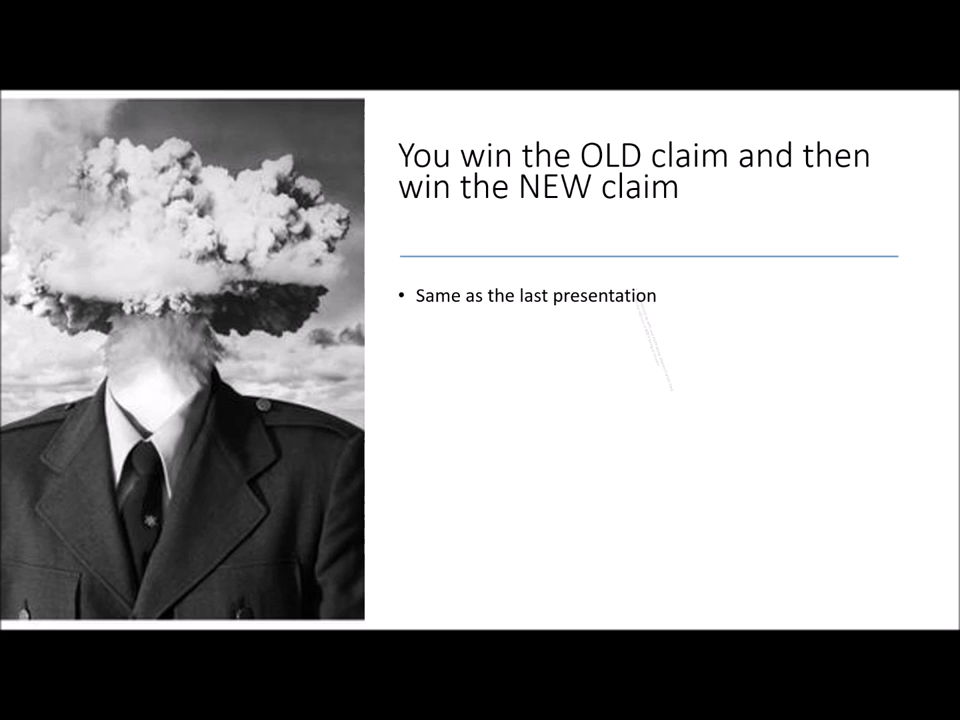 You win the OLD claim and then
win the NEW claim
• Same as the last presentation